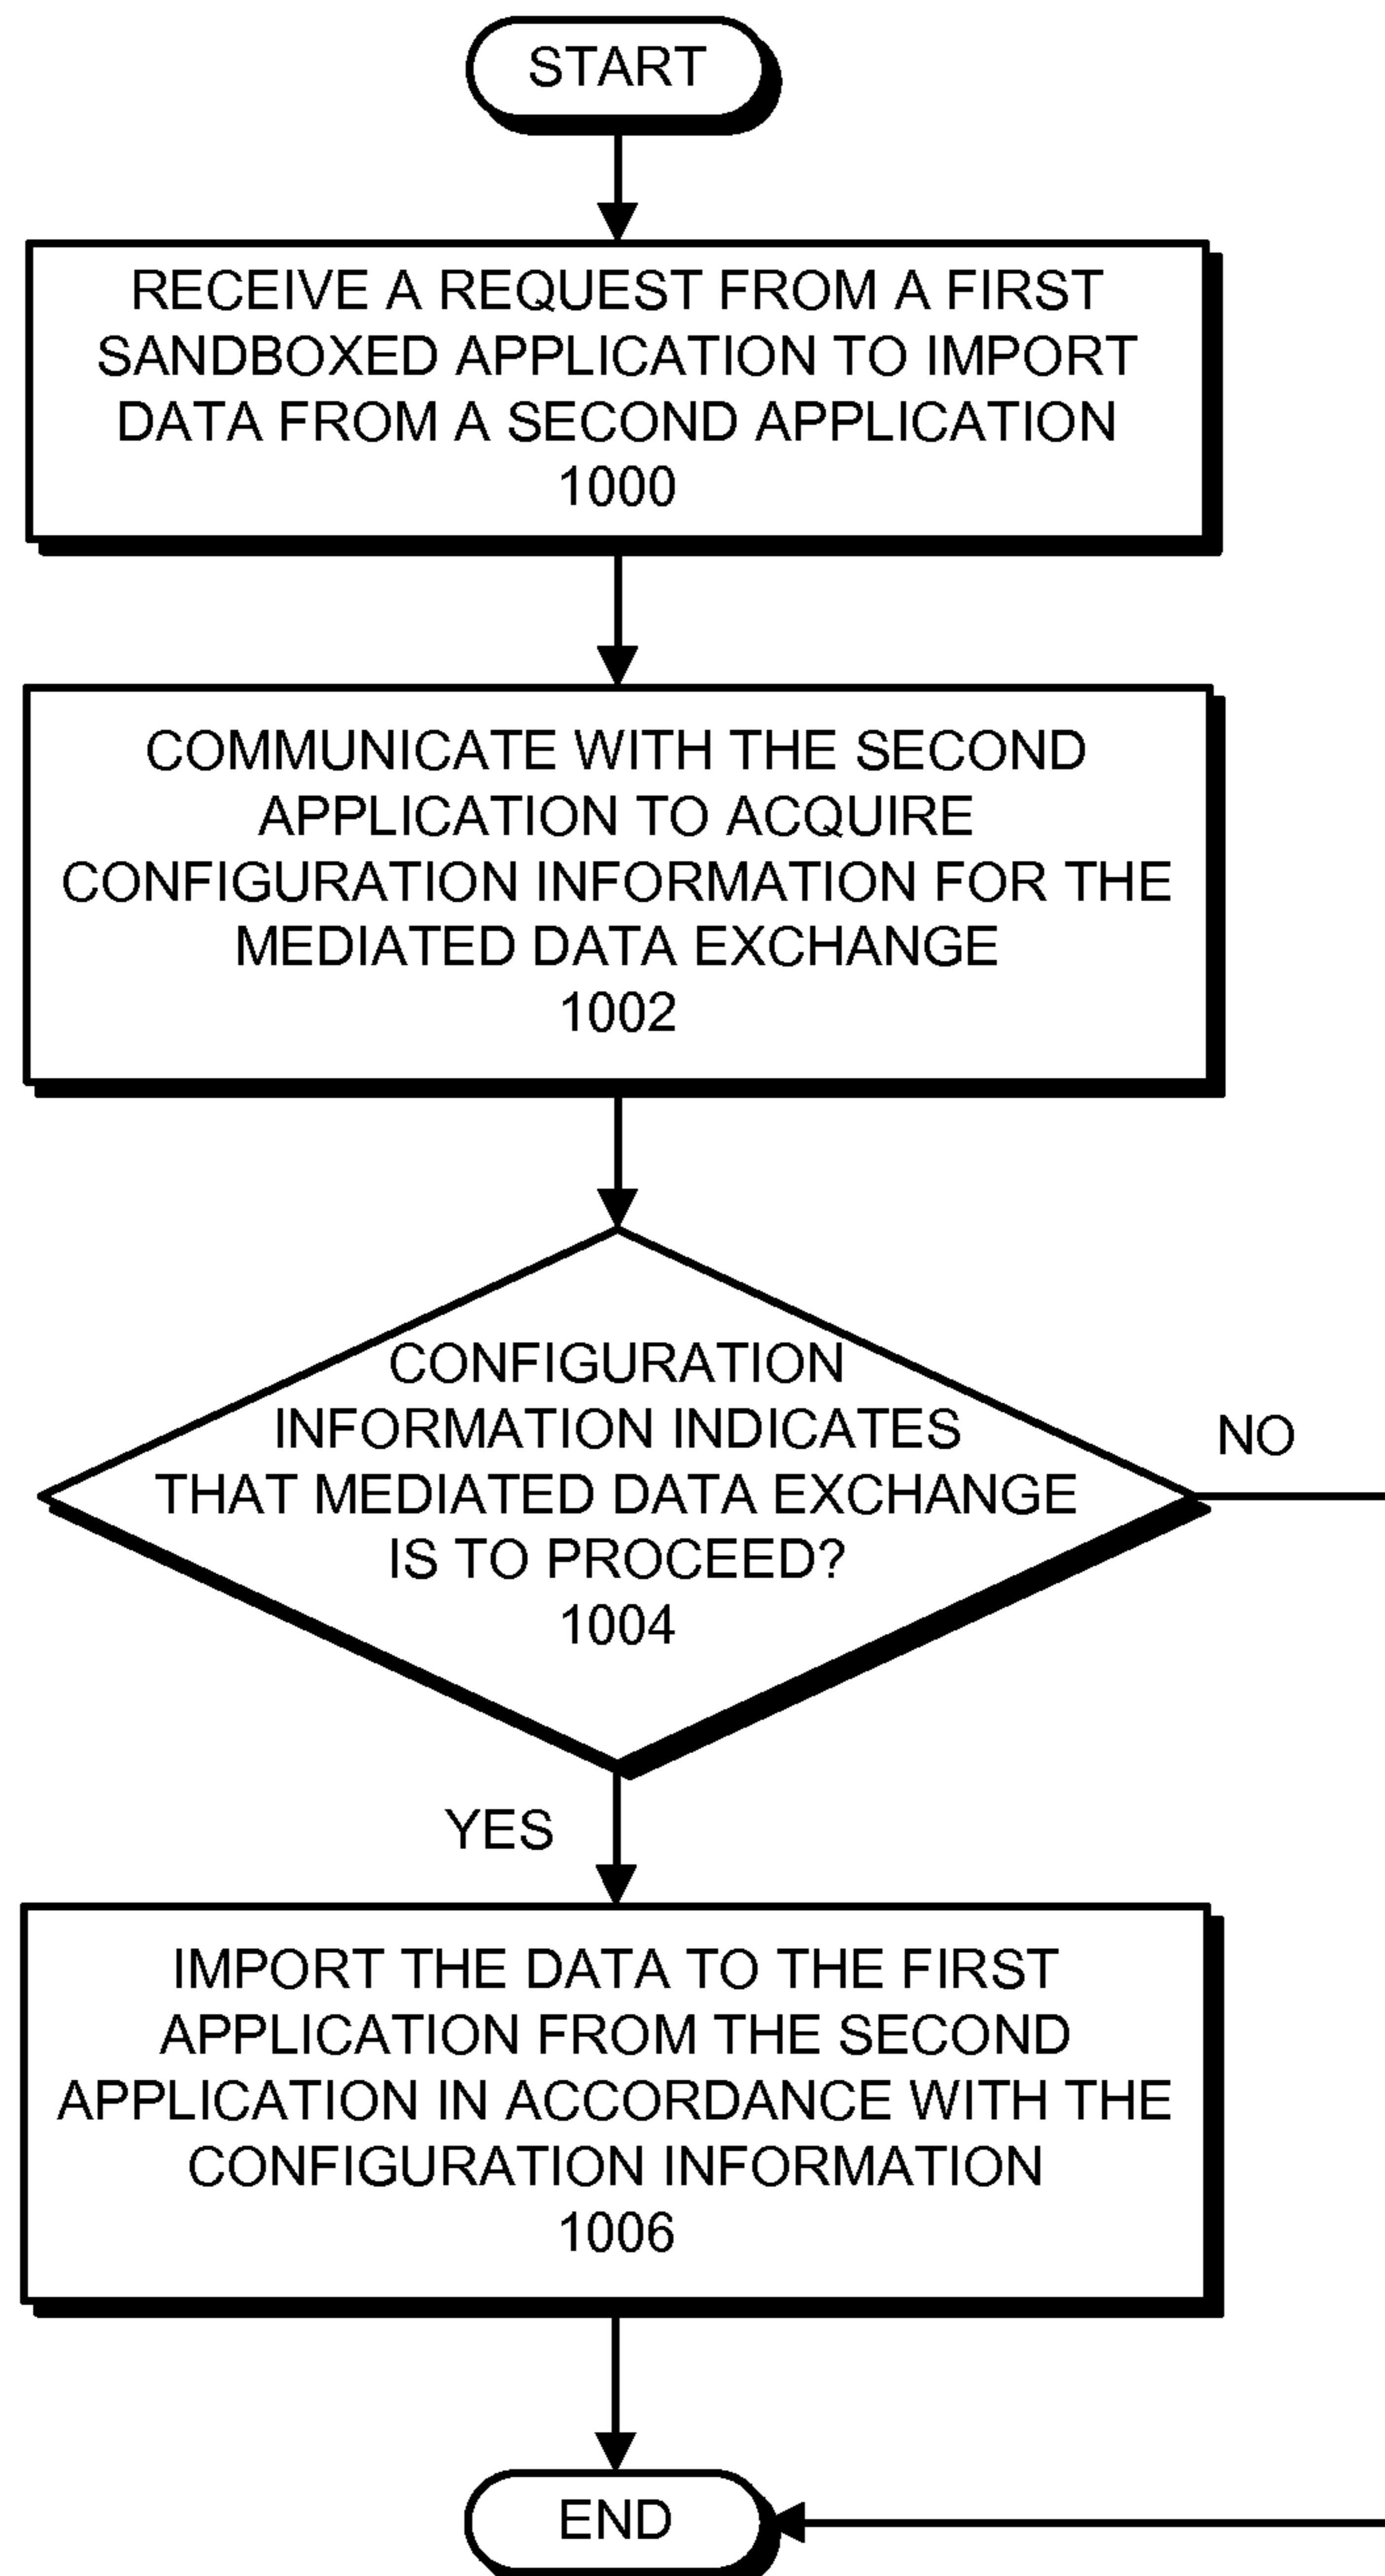 START
RECEIVE A REQUEST FROM A FIRST
SANDBOXED APPLICATION TO IMPORT
DATA FROM A SECOND APPLICATION
1000
COMMUNICATE WITH THE SECOND
APPLICATION TO ACQUIRE
CONFIGURATION INFORMATION FOR THE
MEDIATED DATA EXCHANGE
1002
CONFIGURATION
INFORMATION INDICATES
THAT MEDIATED DATA EXCHANGE
IS TO PROCEED?
1004
NO
YES
IMPORT THE DATA TO THE FIRST
APPLICATION FROM THE SECOND
APPLICATION IN ACCORDANCE WITH THE
CONFIGURATION INFORMATION
1006
END